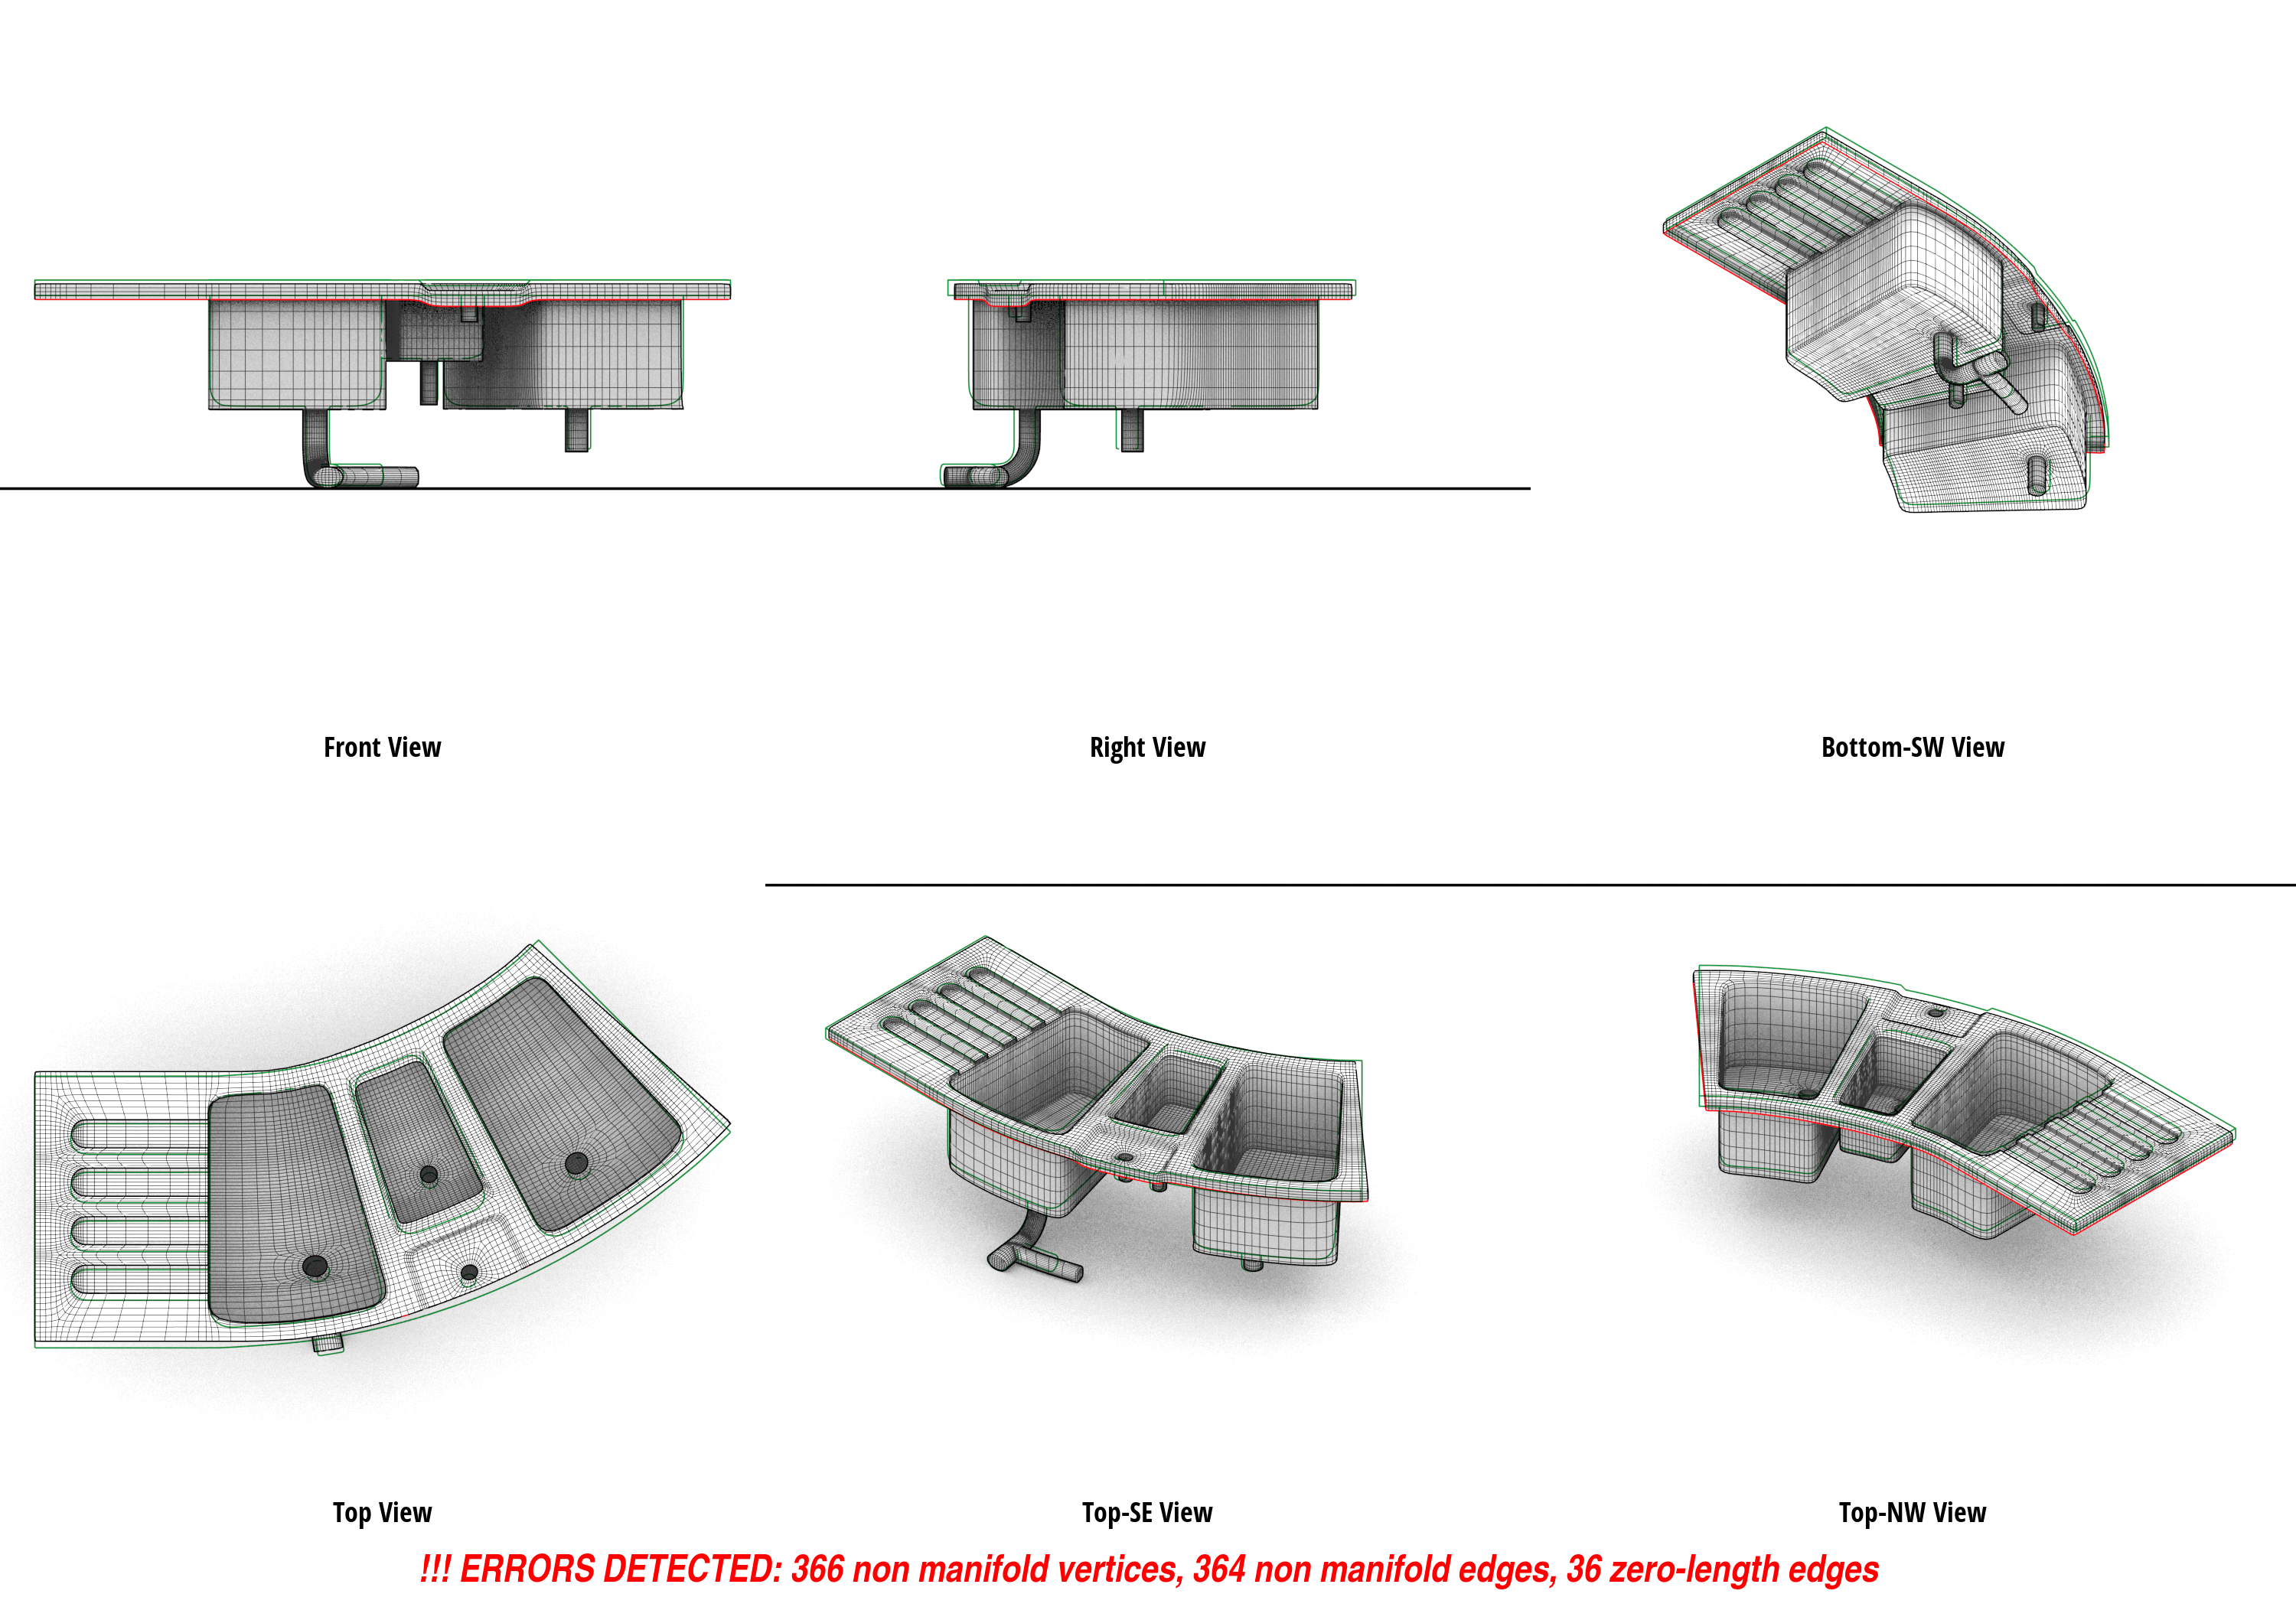 Front View
Right View
Bottom-SW View
Top View
Top-SE View
Top-NW View
!!! ERRORS DETECTED: 366 non manifold vertices, 364 non manifold edges, 36 zero-length edges